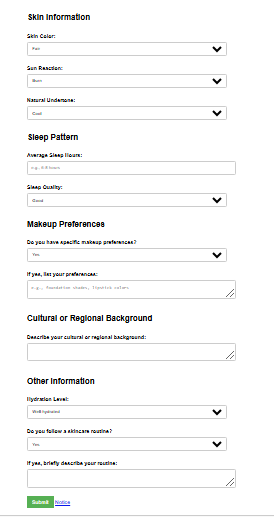 Skin Information
Skin Color:
Fair
Sun Reaction:
Burn
Natural Undertone:
Cool
Sleep Pattern
Average Sleep Hours:
e.g., 6-8 hours
Sleep Quality:
Good
Makeup Preferences
Do you have specific makeup preferences?
Yes
If yes, list your preferences:
e.g., foundation shades, lipstick colors
Cultural or Regional Background
Describe your cultural or regional background:
Other Information
Hydration Level:
Well hydrated
Do you follow a skincare routine?
Yes
If yes, briefly describe your routine:
Submit Notice